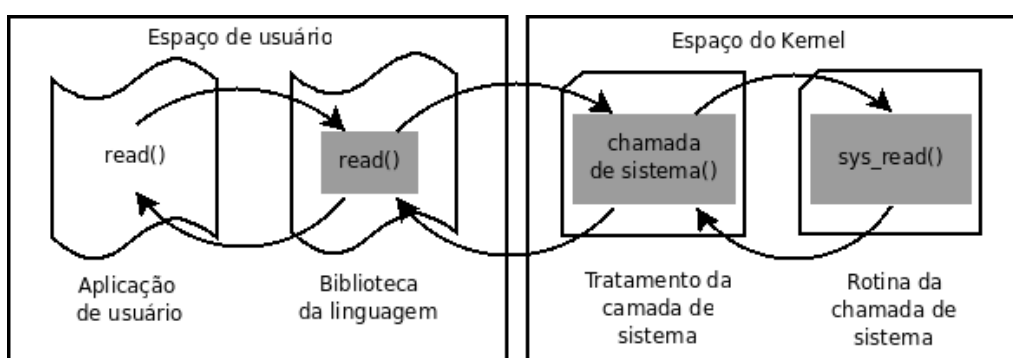 Espaço de usuário
Espaço do Kernel
read()
read()
chamada
de sistema()
sys_read()
Aplicação
de usuário
Biblioteca
da linguagem
Tratamento da
camada de
sistema
Rotina da
chamada de
sistema